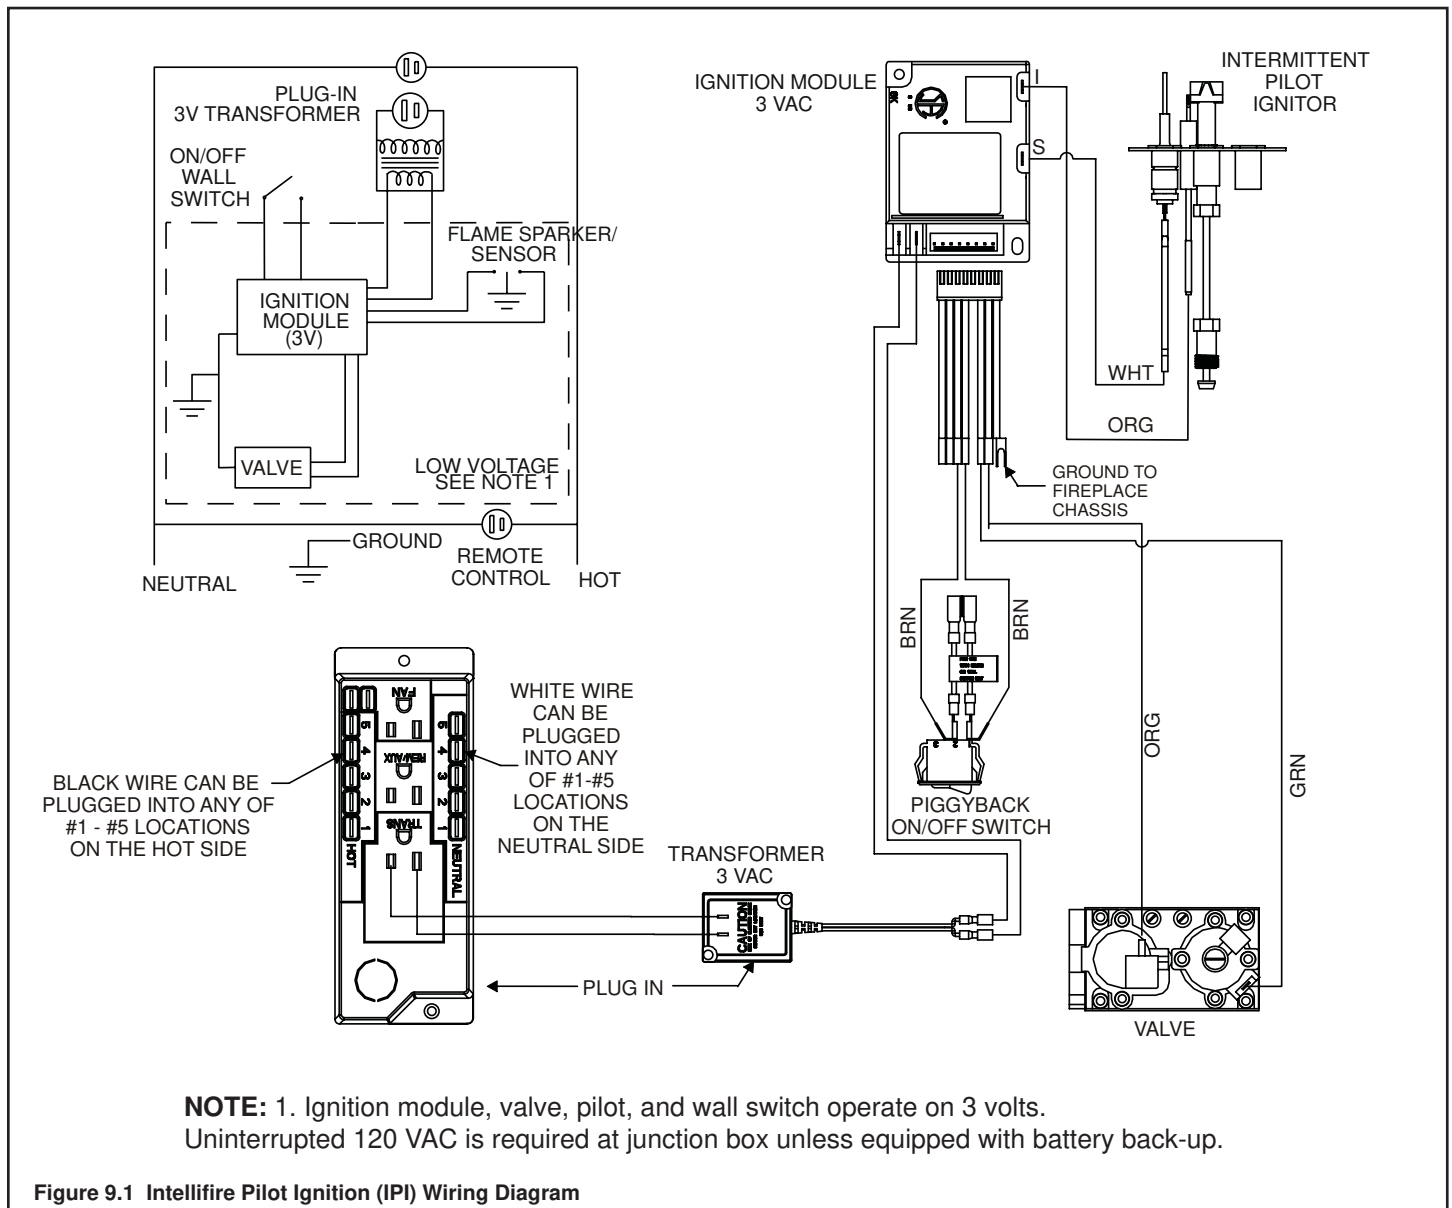 PLUG-IN
3V TRANSFORMER
ON/OFF
WALL
SWITCH
FLAME SPARKER/
SENSOR
IGNITION
MODULE
(3V)
VALVE
LOW VOLTAGE
SEE NOTE 1
GROUND
REMOTE
CONTROL
NEUTRAL
HOT
IGNITION MODULE
3 VAC
I
S
INTERMITTENT
PILOT
IGNITOR
WHT
ORG
GROUND TO
FIREPLACE
CHASSIS
BRN
BRN
ORG
GRN
3 2 1
PIGGYBACK
ON/OFF SWITCH
VALVE
BLACK WIRE CAN BE
PLUGGED INTO ANY OF
#1 - #5 LOCATIONS
ON THE HOT SIDE
FAN
REM/AUX
TRANS
5
4
3
2
1
HOT
5
4
3
2
1
NEUTRAL
WHITE WIRE
CAN BE
PLUGGED
INTO ANY
OF #1-#5
LOCATIONS
ON THE
NEUTRAL SIDE
TRANSFORMER
3 VAC
CAUTION
PLUG IN
NOTE: 1. Ignition module, valve, pilot, and wall switch operate on 3 volts.
Uninterrupted 120 VAC is required at junction box unless equipped with battery back-up.
Figure 9.1 Intellifire Pilot Ignition (IPI) Wiring Diagram